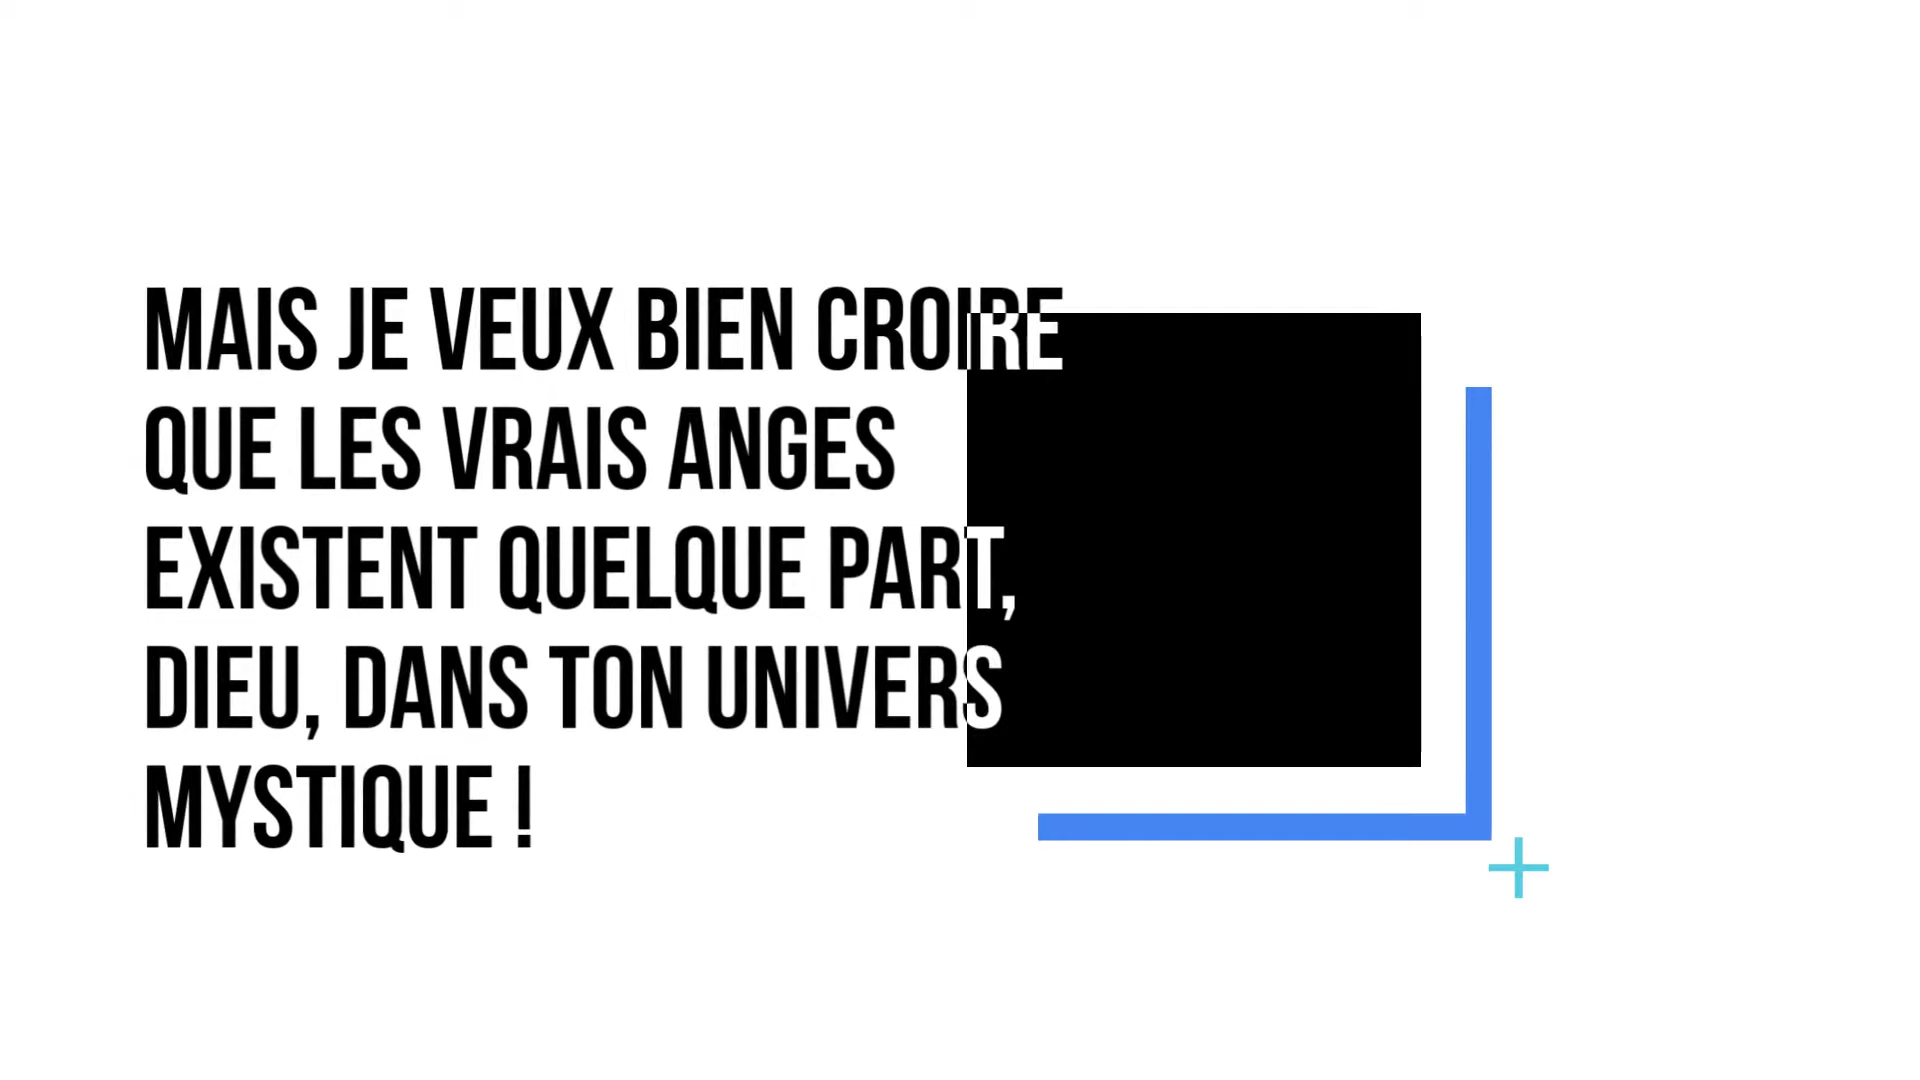 MAIS JE VEUX BIEN CROIRE
QUE LES VRAIS ANGES
EXISTENT QUELQUE PART,
DIEU, DANS TON UNIVERS
MYSTIQUE !